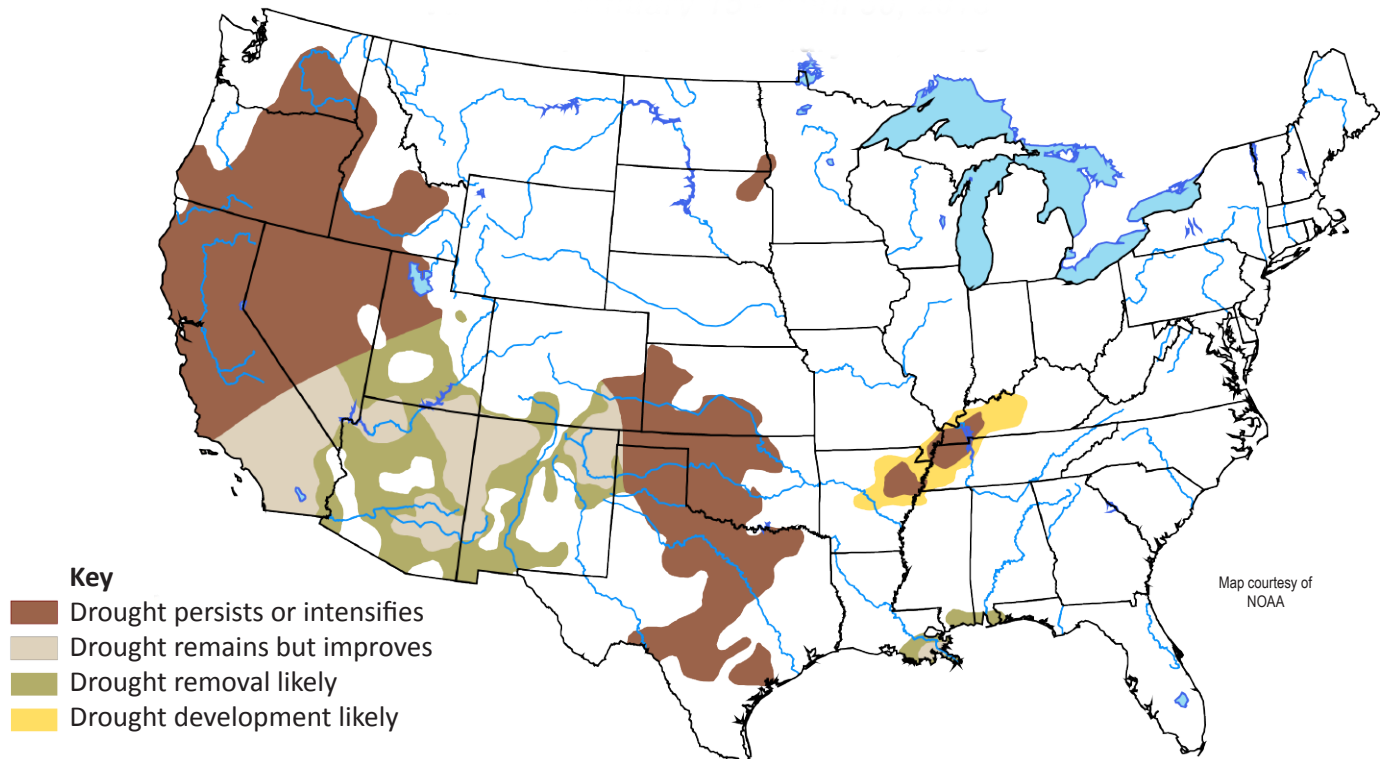 Key
Drought persists or intensifies
Drought remains but improves
Drought removal likely
Drought development likely
Map courtesy of
NOAA